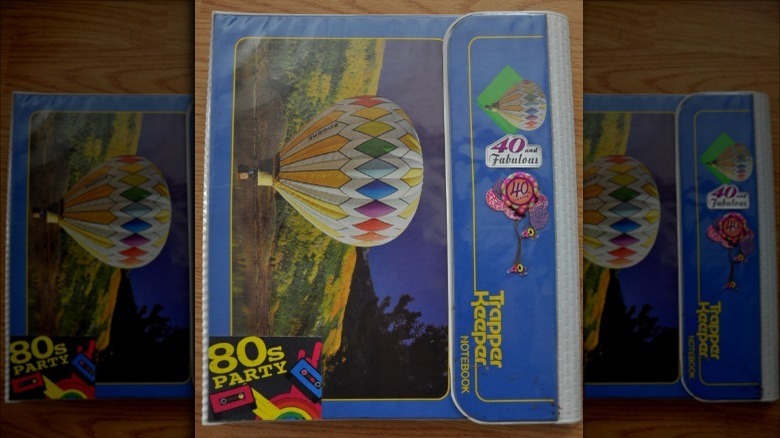 40 and
Fabulous
40
Trapper
Keeper
NOTEBOOK
80s
PARTY